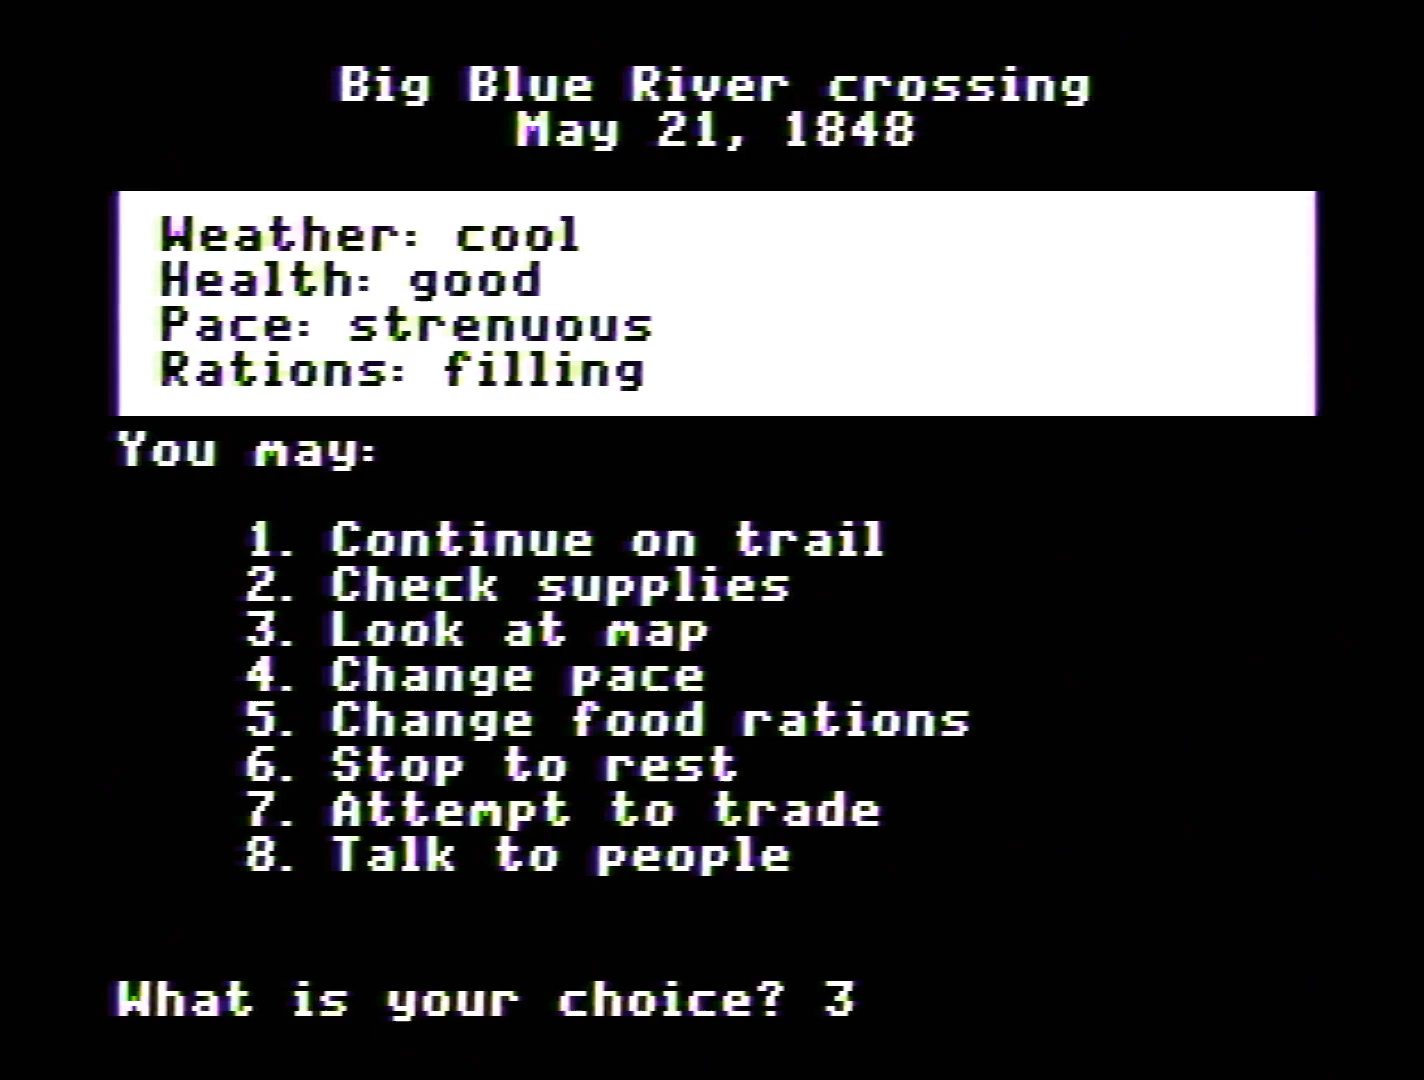 Big Blue River crossing
May 21, 1848
Weather: cool
Health: good
Pace: strenuous
Rations: filling
You may:
1. Continue on trail
2. Check supplies
3. Look at map
4. Change pace
5. Change food rations
6. Stop to rest
7. Attempt to trade
8. Talk to people
What is your choice? 3